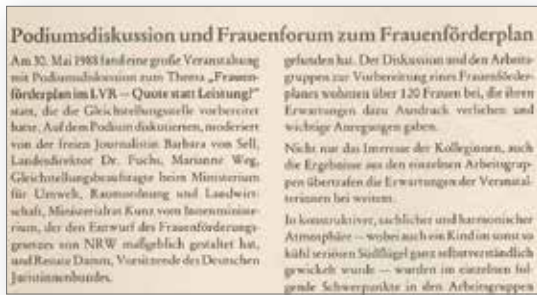 Podiumsdiskussion und Frauenforum zum Frauenförderplan
Am 30. Mai 1988 fand eine große Veranstaltung
mit Podiumsdiskussion zum Thema „Frauen-
förderplan im LVR – Quote statt Leistung?"
statt, die die Gleichstellungsstelle vorbereitet
hatte. Auf dem Podium diskutierten, moderiert
von der freien Journalistin Barbara von Sell,
Landesdirektor Dr. Fuchs, Marianne Weg,
Gleichstellungsbeauftragte beim Ministerium
für Umwelt, Raumordnung und Landwirt-
schaft, Ministerialrat Kunz vom Innenministe-
rium, der den Entwurf des Frauenförderungs-
gesetzes von NRW maßgeblich gestaltet hat,
und Renate Damm, Vorsitzende des Deutschen
Juristinnenbundes.
gefunden hat. Der Diskussion und den Arbeits-
gruppen zur Vorbereitung eines Frauenförder-
planes wohnten über 120 Frauen bei, die ihren
Erwartungen dazu Ausdruck verliehen und
wichtige Anregungen gaben.
Nicht nur das Interesse der Kolleginnen, auch
die Ergebnisse aus den einzelnen Arbeitsgrup-
pen übertrafen die Erwartungen der Veranstal-
terinnen bei weitem.
In konstruktiver, sachlicher und harmonischer
Atmosphäre – wobei auch ein Kind im sonst so
kühl seriösen Südflügel ganz selbstverständlich
gewickelt wurde – wurden im einzelnen fol-
gende Schwerpunkte in den Arbeitsgruppen